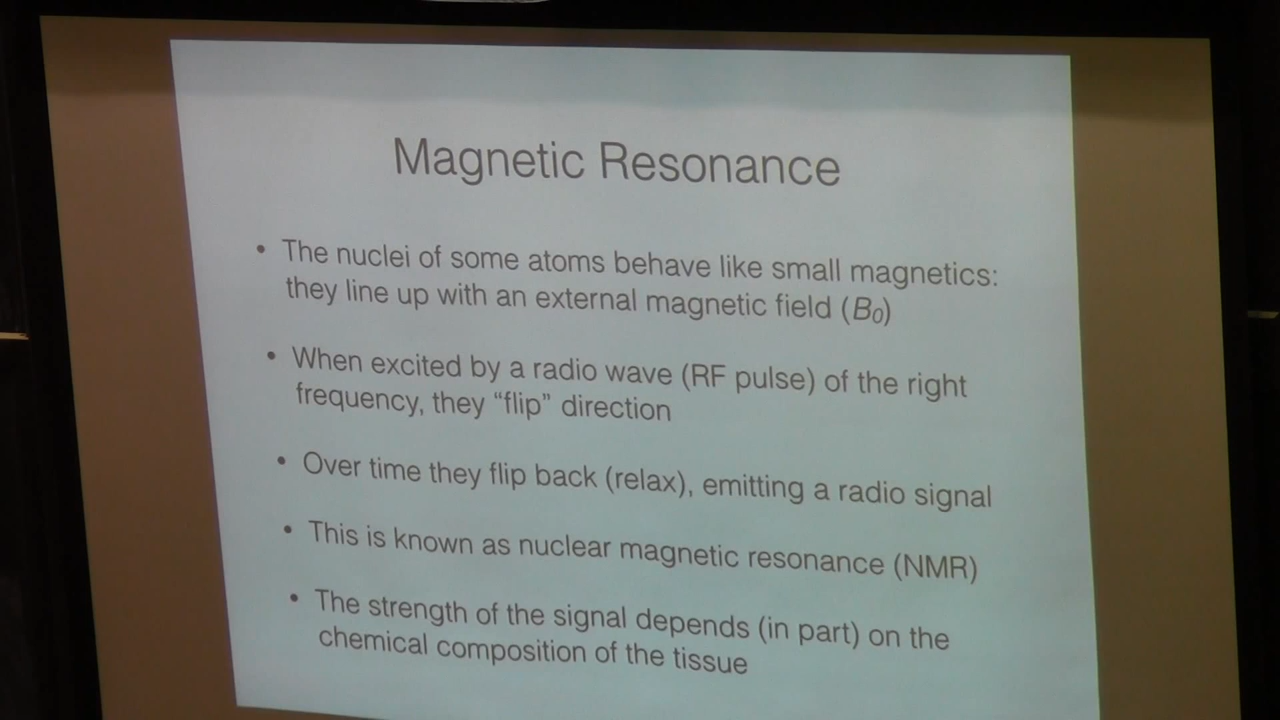 Magnetic Resonance
• The nuclei of some atoms behave like small magnetics:
they line up with an external magnetic field (B0)
• When excited by a radio wave (RF pulse) of the right
frequency, they “flip” direction
• Over time they flip back (relax), emitting a radio signal
• This is known as nuclear magnetic resonance (NMR)
• The strength of the signal depends (in part) on the
chemical composition of the tissue